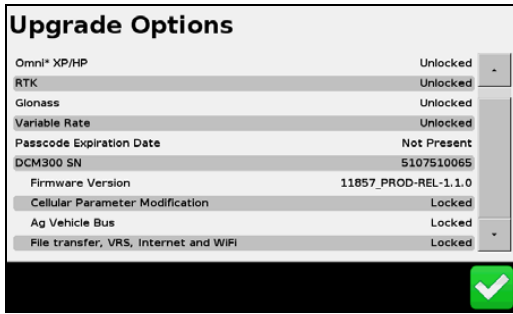 Upgrade Options
Omni* XP/HP Unlocked
RTK Unlocked
Glonass Unlocked
Variable Rate Unlocked
Passcode Expiration Date Not Present
DCM300 SN 5107510065
Firmware Version 11857_PROD-REL-1.1.0
Cellular Parameter Modification Locked
Ag Vehicle Bus Locked
File transfer, VRS, Internet and WiFi Locked